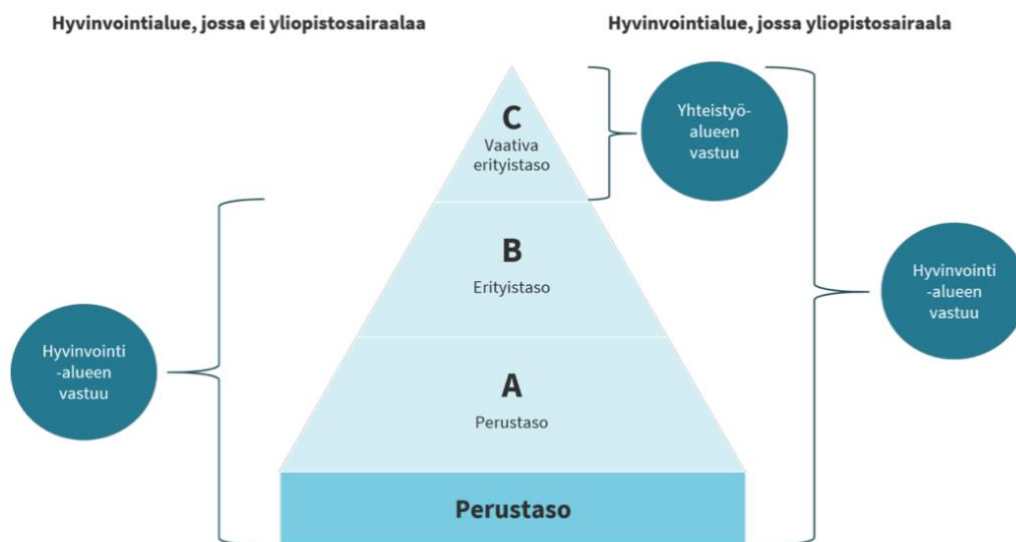 Hyvinvointialue, jossa ei yliopistosairaalaa
Hyvinvointialue, jossa yliopistosairaala
C
Vaativa
erityistaso
Yhteistyö-
alueen
vastuu
B
Erityistaso
Hyvinvointi
-alueen
vastuu
Hyvinvointi
-alueen
vastuu
A
Perustaso
Perustaso